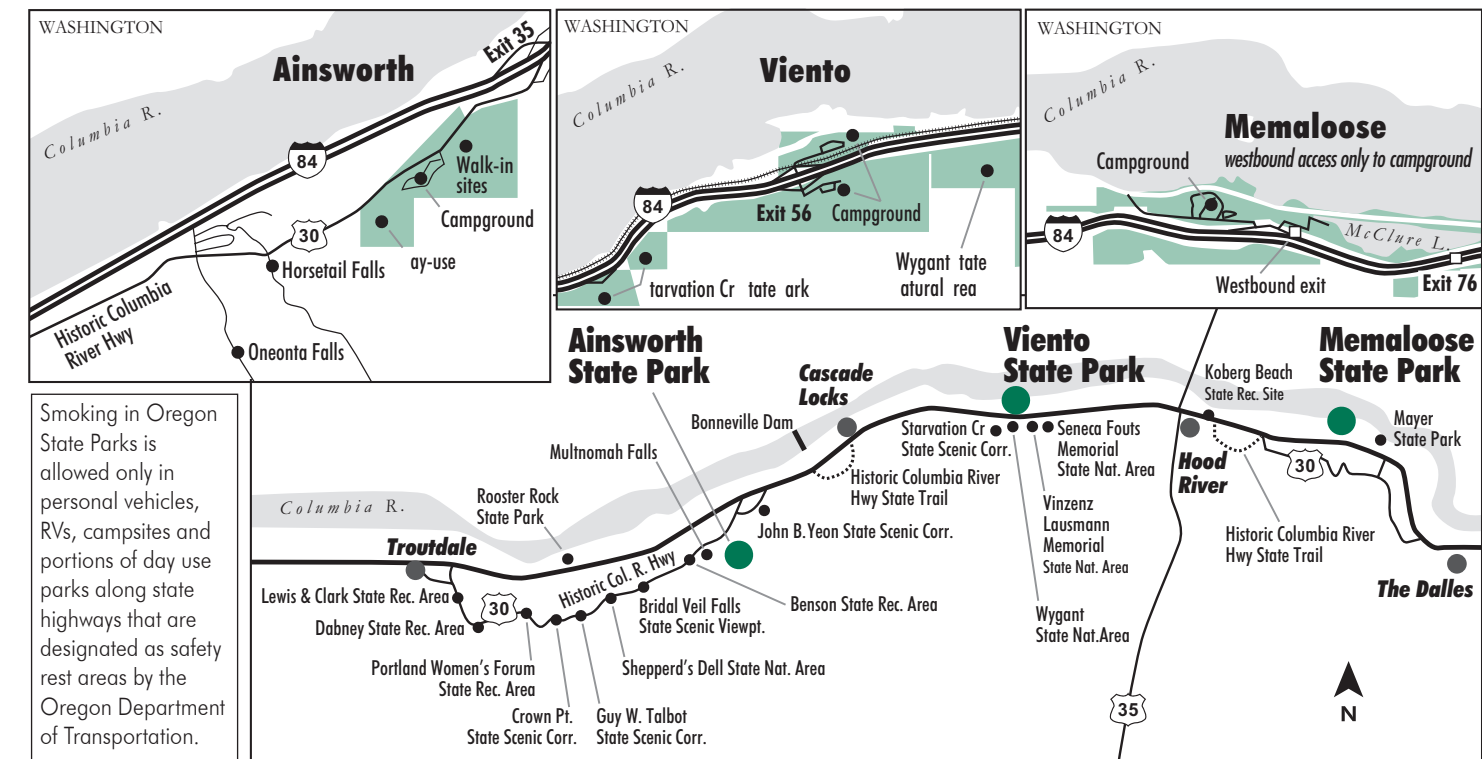 WASHINGTON
Ainsworth
Exit 35
Columbia R.
84
Walk-in
sites
Campground
30
ay-use
Horsetail Falls
Historic Columbia
River Hwy
Oneonta Falls
WASHINGTON
Viento
Columbia R.
84
Exit 56
Campground
Wygant tate
atural rea
tarvation Cr tate ark
WASHINGTON
Columbia R.
Memaloose
westbound access only to campground
Campground
84
McClure L.
Westbound exit
Exit 76
Smoking in Oregon
State Parks is
allowed only in
personal vehicles,
RVs, campsites and
portions of day use
parks along state
highways that are
designated as safety
rest areas by the
Oregon Department
of Transportation.
Ainsworth
State Park
Viento
State Park
Memaloose
State Park
Cascade
Locks
Bonneville Dam
Multnomah Falls
Rooster Rock
State Park
Columbia R.
Troutdale
Lewis & Clark State Rec. Area
Dabney State Rec. Area
30
Historic Col. R. Hwy
Portland Women's Forum
State Rec. Area
Crown Pt.
State Scenic Corr.
Guy W. Talbot
State Scenic Corr.
Shepperd's Dell State Nat. Area
Bridal Veil Falls
State Scenic Viewpt.
Benson State Rec. Area
John B.Yeon State Scenic Corr.
Historic Columbia River
Hwy State Trail
Starvation Cr
State Scenic Corr.
Seneca Fouts
Memorial
State Nat. Area
Vinzenz
Lausmann
Memorial
State Nat. Area
Wygant
State Nat.Area
Koberg Beach
State Rec. Site
Hood
River
30
Mayer
State Park
Historic Columbia River
Hwy State Trail
The Dalles
35
N